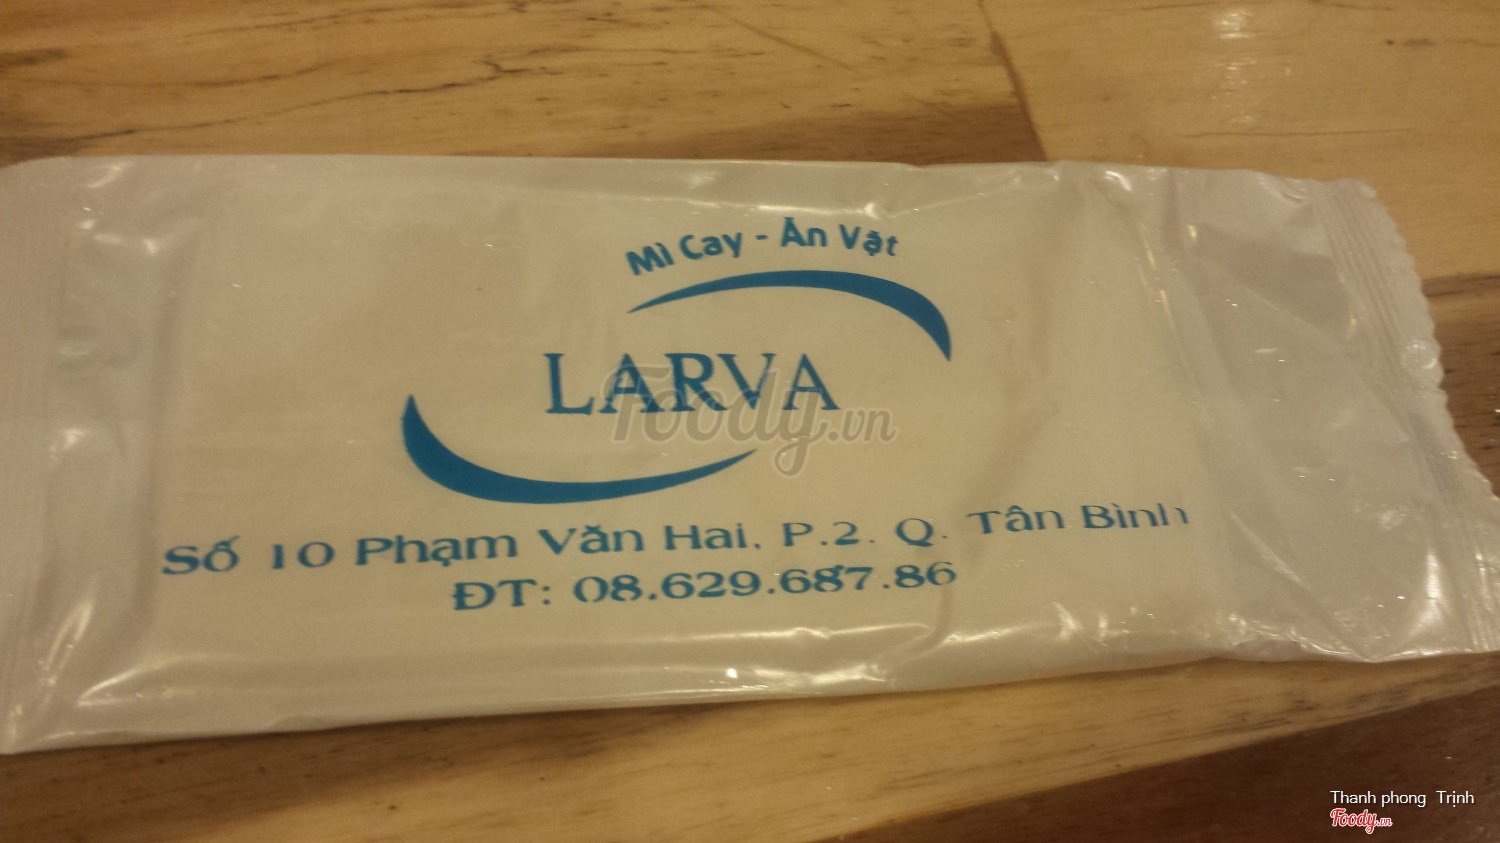 Mì Cay - Ăn Vặt
LARVA
Foody.vn
Số 10 Phạm Văn Hai, P.2. Q. Tân Bình
ĐT: 08.629.687.86
Thanh phong Trịnh
Foody.vn